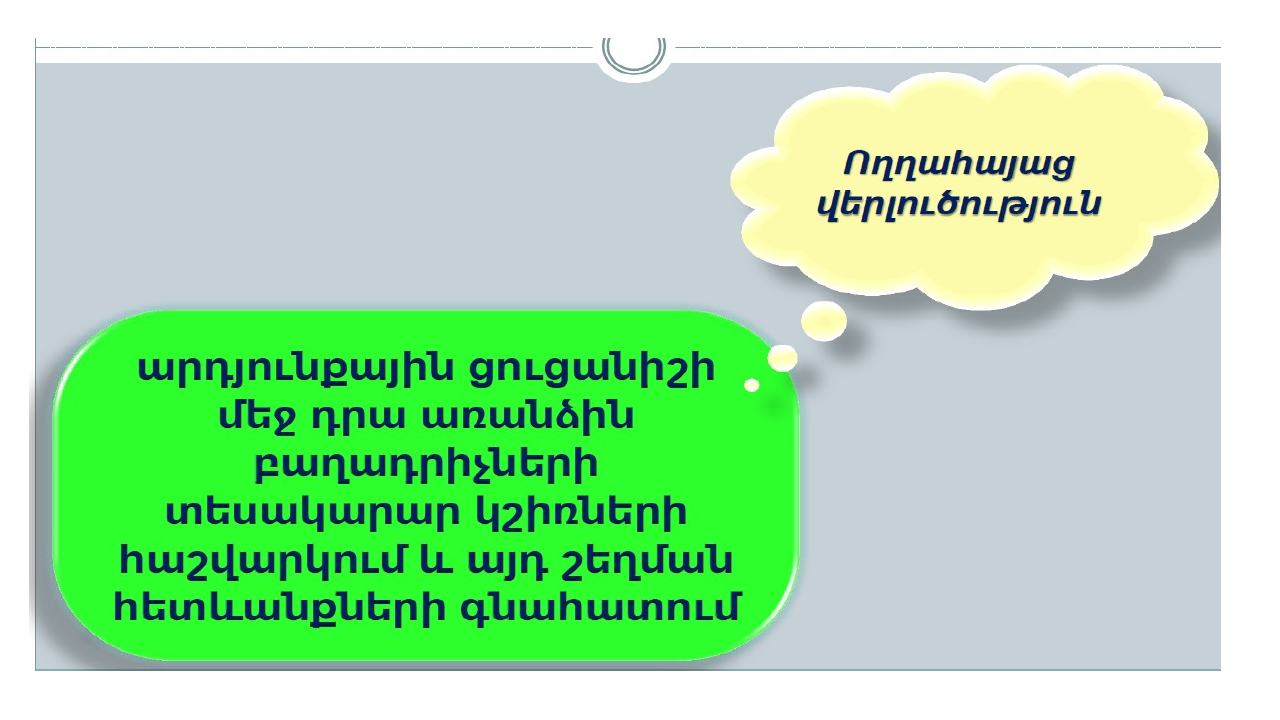 Ողղահայաց
վերլուծություն
արդյունքային ցուցանիշի
մեջ դրա առանձին
բաղադրիչների
տեսակարար կշիռների
հաշվարկում և այդ շեղման
հետևանքների գնահատում